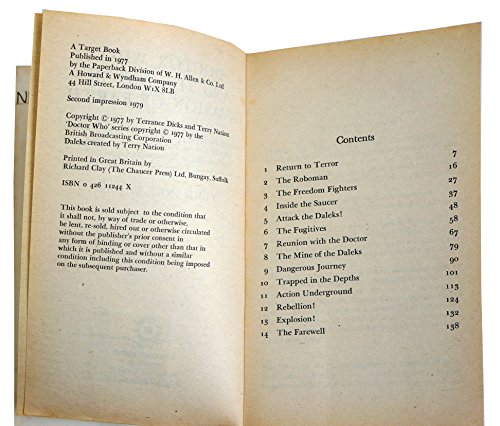 N
A Target Book
Published in 1977
by the Paperback Division of W. H. Allen & Co. Ltd
A Howard & Wyndham Company
44 Hill Street, London W1X 8LB
Second impression 1979
Copyright © 1977 by Terrance Dicks and Terry Nation
'Doctor Who' series copyright © 1977 by the
British Broadcasting Corporation
Daleks created by Terry Nation
Printed in Great Britain by
Richard Clay (The Chaucer Press) Ltd, Bungay, Suffolk
ISBN 0 426 11244 X
This book is sold subject to the condition that
it shall not, by way of trade or otherwise,
be lent, re-sold, hired out or otherwise circulated
without the publisher's prior consent in
any form of binding or cover other than that in
which it is published and without a similar
condition including this condition being imposed
on the subsequent purchaser.
Contents
1 Return to Terror 7
2 The Roboman 16
3 The Freedom Fighters 27
4 Inside the Saucer 37
5 Attack the Daleks! 48
6 The Fugitives 58
7 Reunion with the Doctor 67
8 The Mine of the Daleks 79
9 Dangerous Journey 90
10 Trapped in the Depths 101
11 Action Underground 113
12 Rebellion! 124
13 Explosion! 132
14 The Farewell 138